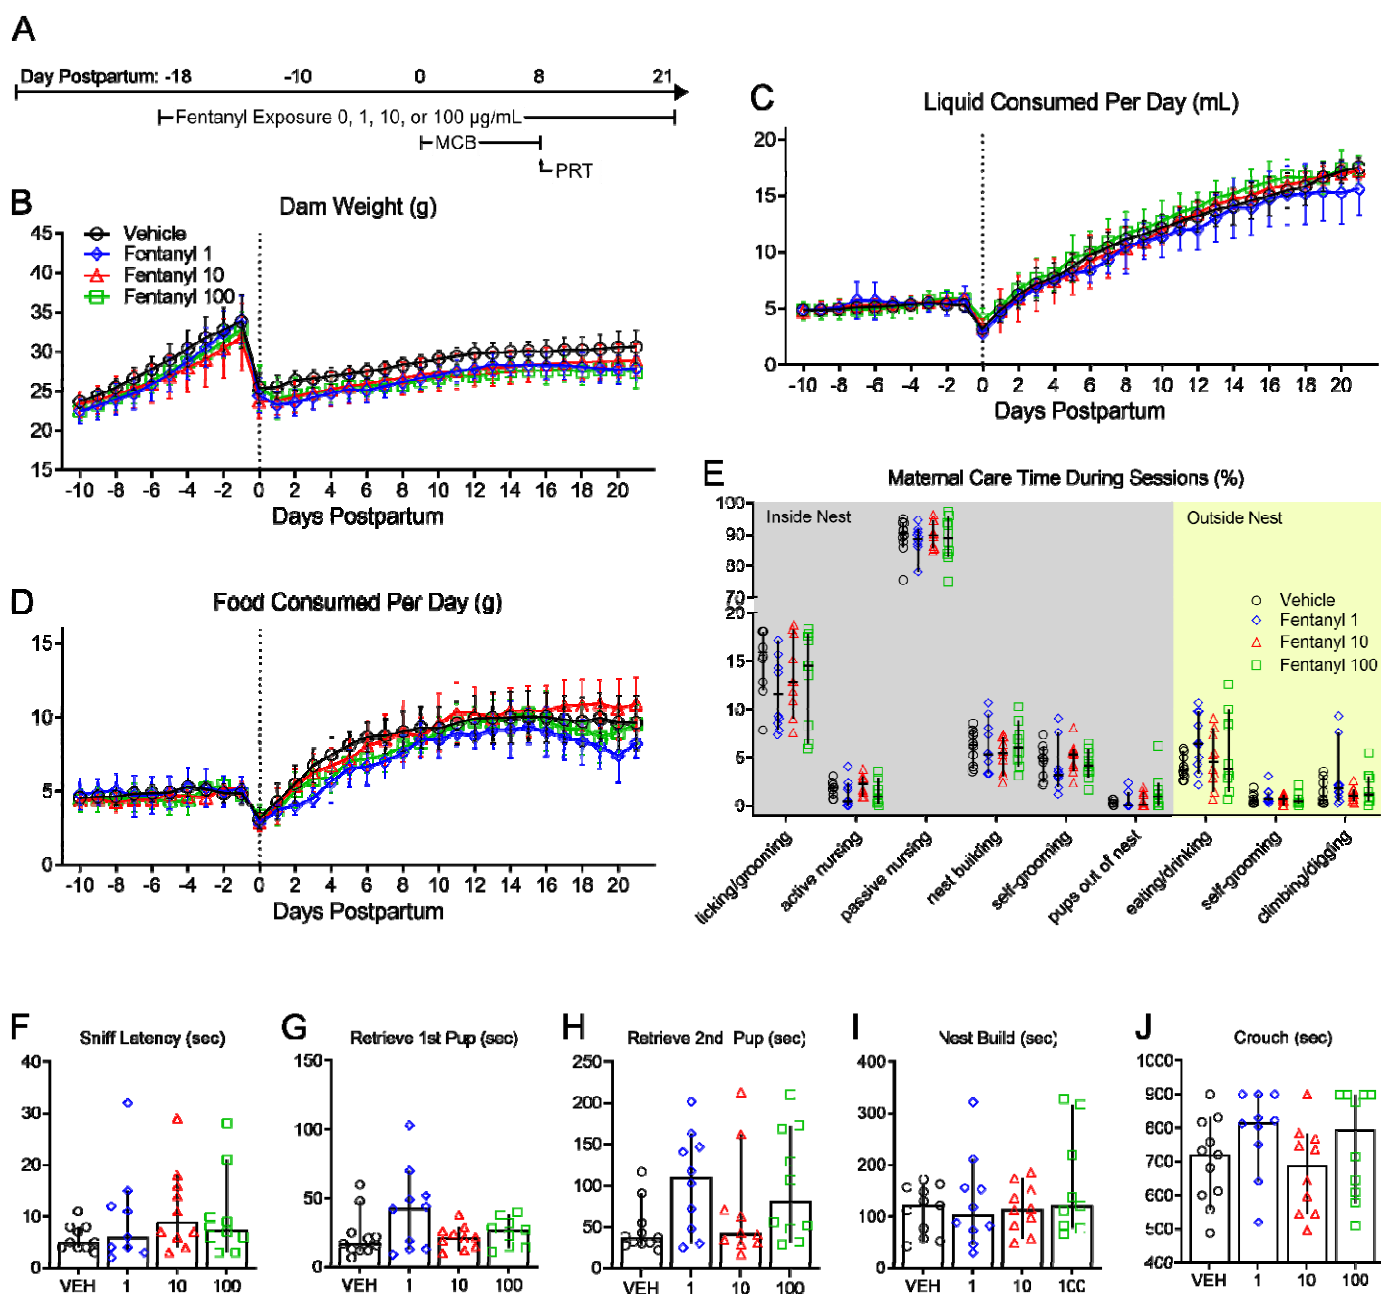 A
Day Postpartum: -18 -10 0 8 21
Fentanyl Exposure 0, 1, 10, or 100 µg/mL
MCB
PRT
B
Dam Weight (g)
Vehicle
Fontanyl 1
Fentanyl 10
Fentanyl 100
45
40
35
30
25
20
15
-10 -8 -6 -4 -2 0 2 4 6 8 10 12 14 16 18 20
Days Postpartum
C
Liquid Consumed Per Day (mL)
20
15
10
5
0
-10 -8 -6 -4 -2 0 2 4 6 8 10 12 14 16 18 20
Days Postpartum
D
Food Consumed Per Day (g)
15
10
5
0
-10 -8 -6 -4 -2 0 2 4 6 8 10 12 14 16 18 20
Days Postpartum
E
Maternal Care Time During Sessions (%)
Inside Nest
Outside Nest
Vehicle
Fentanyl 1
Fentanyl 10
Fentanyl 100
100
90
80
70
20
15
10
5
0
licking/grooming
active nursing
passive nursing
nest building
self-grooming
pups out of nest
eating/drinking
self-grooming
climbing/digging
F
Sniff Latency (sec)
40
30
20
10
0
VEH 1 10 100
G
Retrieve 1st Pup (sec)
150
100
50
0
VEH 1 10 100
H
Retrieve 2nd Pup (sec)
250
200
150
100
50
0
VEH 1 10 100
I
Nest Build (sec)
400
300
200
100
0
VEH 1 10 100
J
Crouch (sec)
1000
900
800
700
600
500
400
VEH 1 10 100